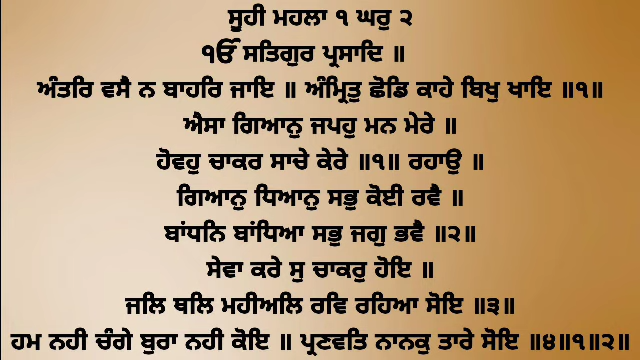 ਸੂਹੀ ਮਹਲਾ ੧ ਘਰੁ ੨
ੴ ਸਤਿਗੁਰ ਪ੍ਰਸਾਦਿ ॥
ਅੰਤਰਿ ਵਸੈ ਨ ਬਾਹਰਿ ਜਾਇ ॥ ਅੰਮ੍ਰਿਤੁ ਛੋਡਿ ਕਾਹੇ ਬਿਖੁ ਖਾਇ ॥੧॥
ਐਸਾ ਗਿਆਨੁ ਜਪਹੁ ਮਨ ਮੇਰੇ ॥
ਹੋਵਹੁ ਚਾਕਰ ਸਾਚੇ ਕੇਰੇ ॥੧॥ ਰਹਾਉ ॥
ਗਿਆਨੁ ਧਿਆਨੁ ਸਭੁ ਕੋਈ ਰਵੈ ॥
ਬਾਂਧਨਿ ਬਾਂਧਿਆ ਸਭੁ ਜਗੁ ਭਵੈ ॥੨॥
ਸੇਵਾ ਕਰੇ ਸੁ ਚਾਕਰੁ ਹੋਇ ॥
ਜਲਿ ਥਲਿ ਮਹੀਅਲਿ ਰਵਿ ਰਹਿਆ ਸੋਇ ॥੩॥
ਹਮ ਨਹੀ ਚੰਗੇ ਬੁਰਾ ਨਹੀ ਕੋਇ ॥ ਪ੍ਰਣਵਤਿ ਨਾਨਕੁ ਤਾਰੇ ਸੋਇ ॥੪॥੧॥੨॥